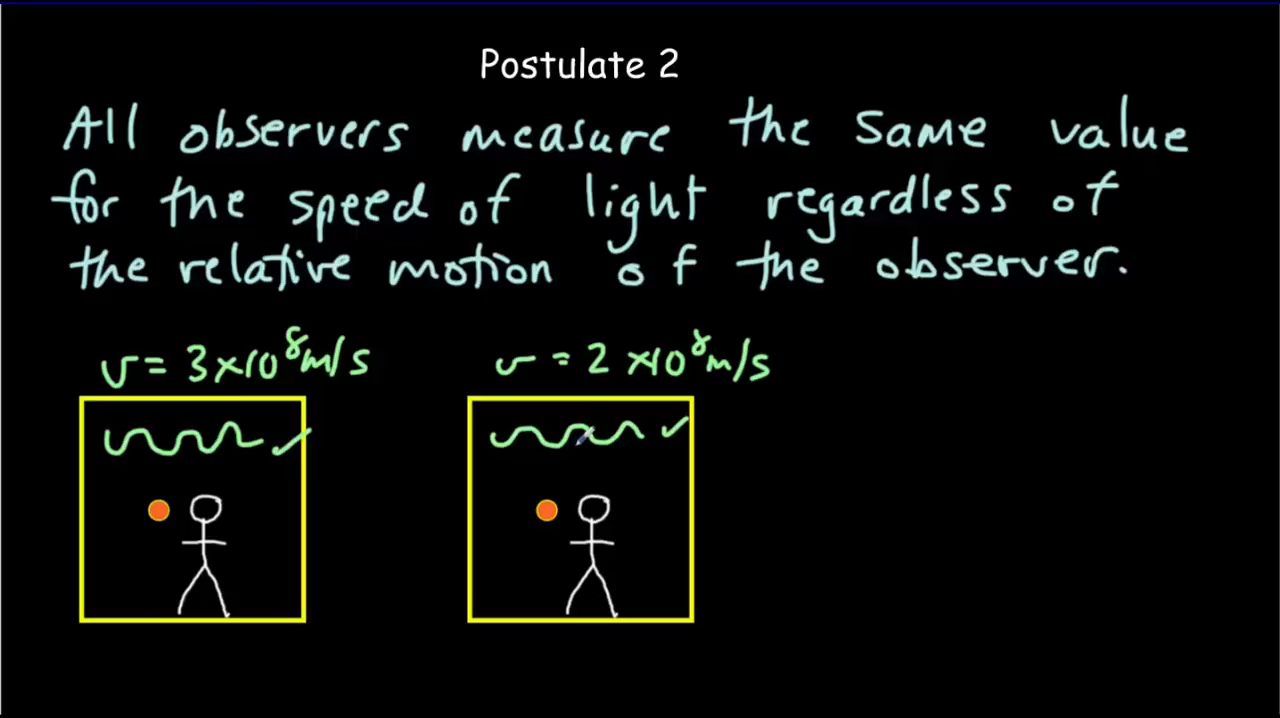 Postulate 2
All observers measure the same value
for the speed of light regardless of
the relative motion of the observer.
v = 3×10⁸m/s
v = 2×10⁸m/s